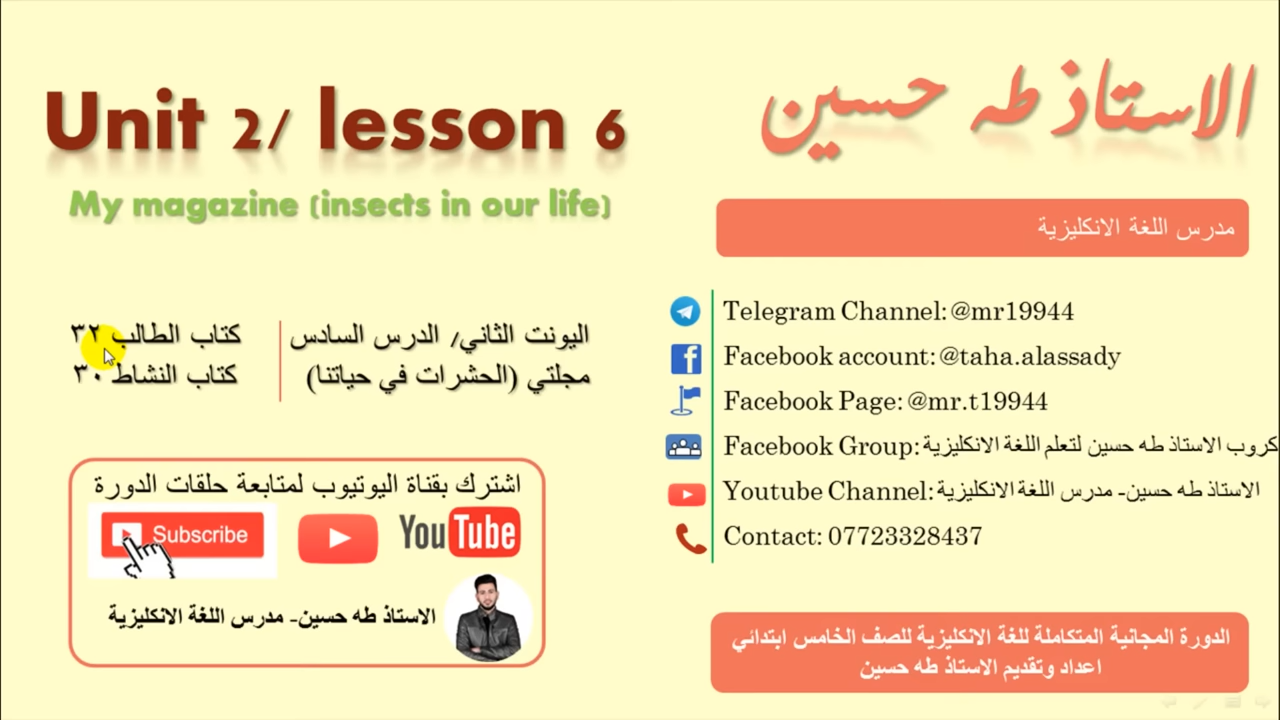 Unit 2/ lesson 6
My magazine (insects in our life)
اليونت الثاني/ الدرس السادس
مجلتي (الحشرات في حياتنا)
كتاب الطالب ٣٢
كتاب النشاط ٣٠
اشترك بقناة اليوتيوب لمتابعة حلقات الدورة
Subscribe
YouTube
الاستاذ طه حسين- مدرس اللغة الانكليزية
الاستاذ طه حسين
مدرس اللغة الانكليزية
Telegram Channel: @mr19944
Facebook account: @taha.alassady
Facebook Page: @mr.t19944
Facebook Group: كروب الاستاذ طه حسين لتعلم اللغة الانكليزية
Youtube Channel: الاستاذ طه حسين- مدرس اللغة الانكليزية
Contact: 07723328437
الدورة المجانية المتكاملة للغة الانكليزية للصف الخامس ابتدائي
اعداد وتقديم الاستاذ طه حسين